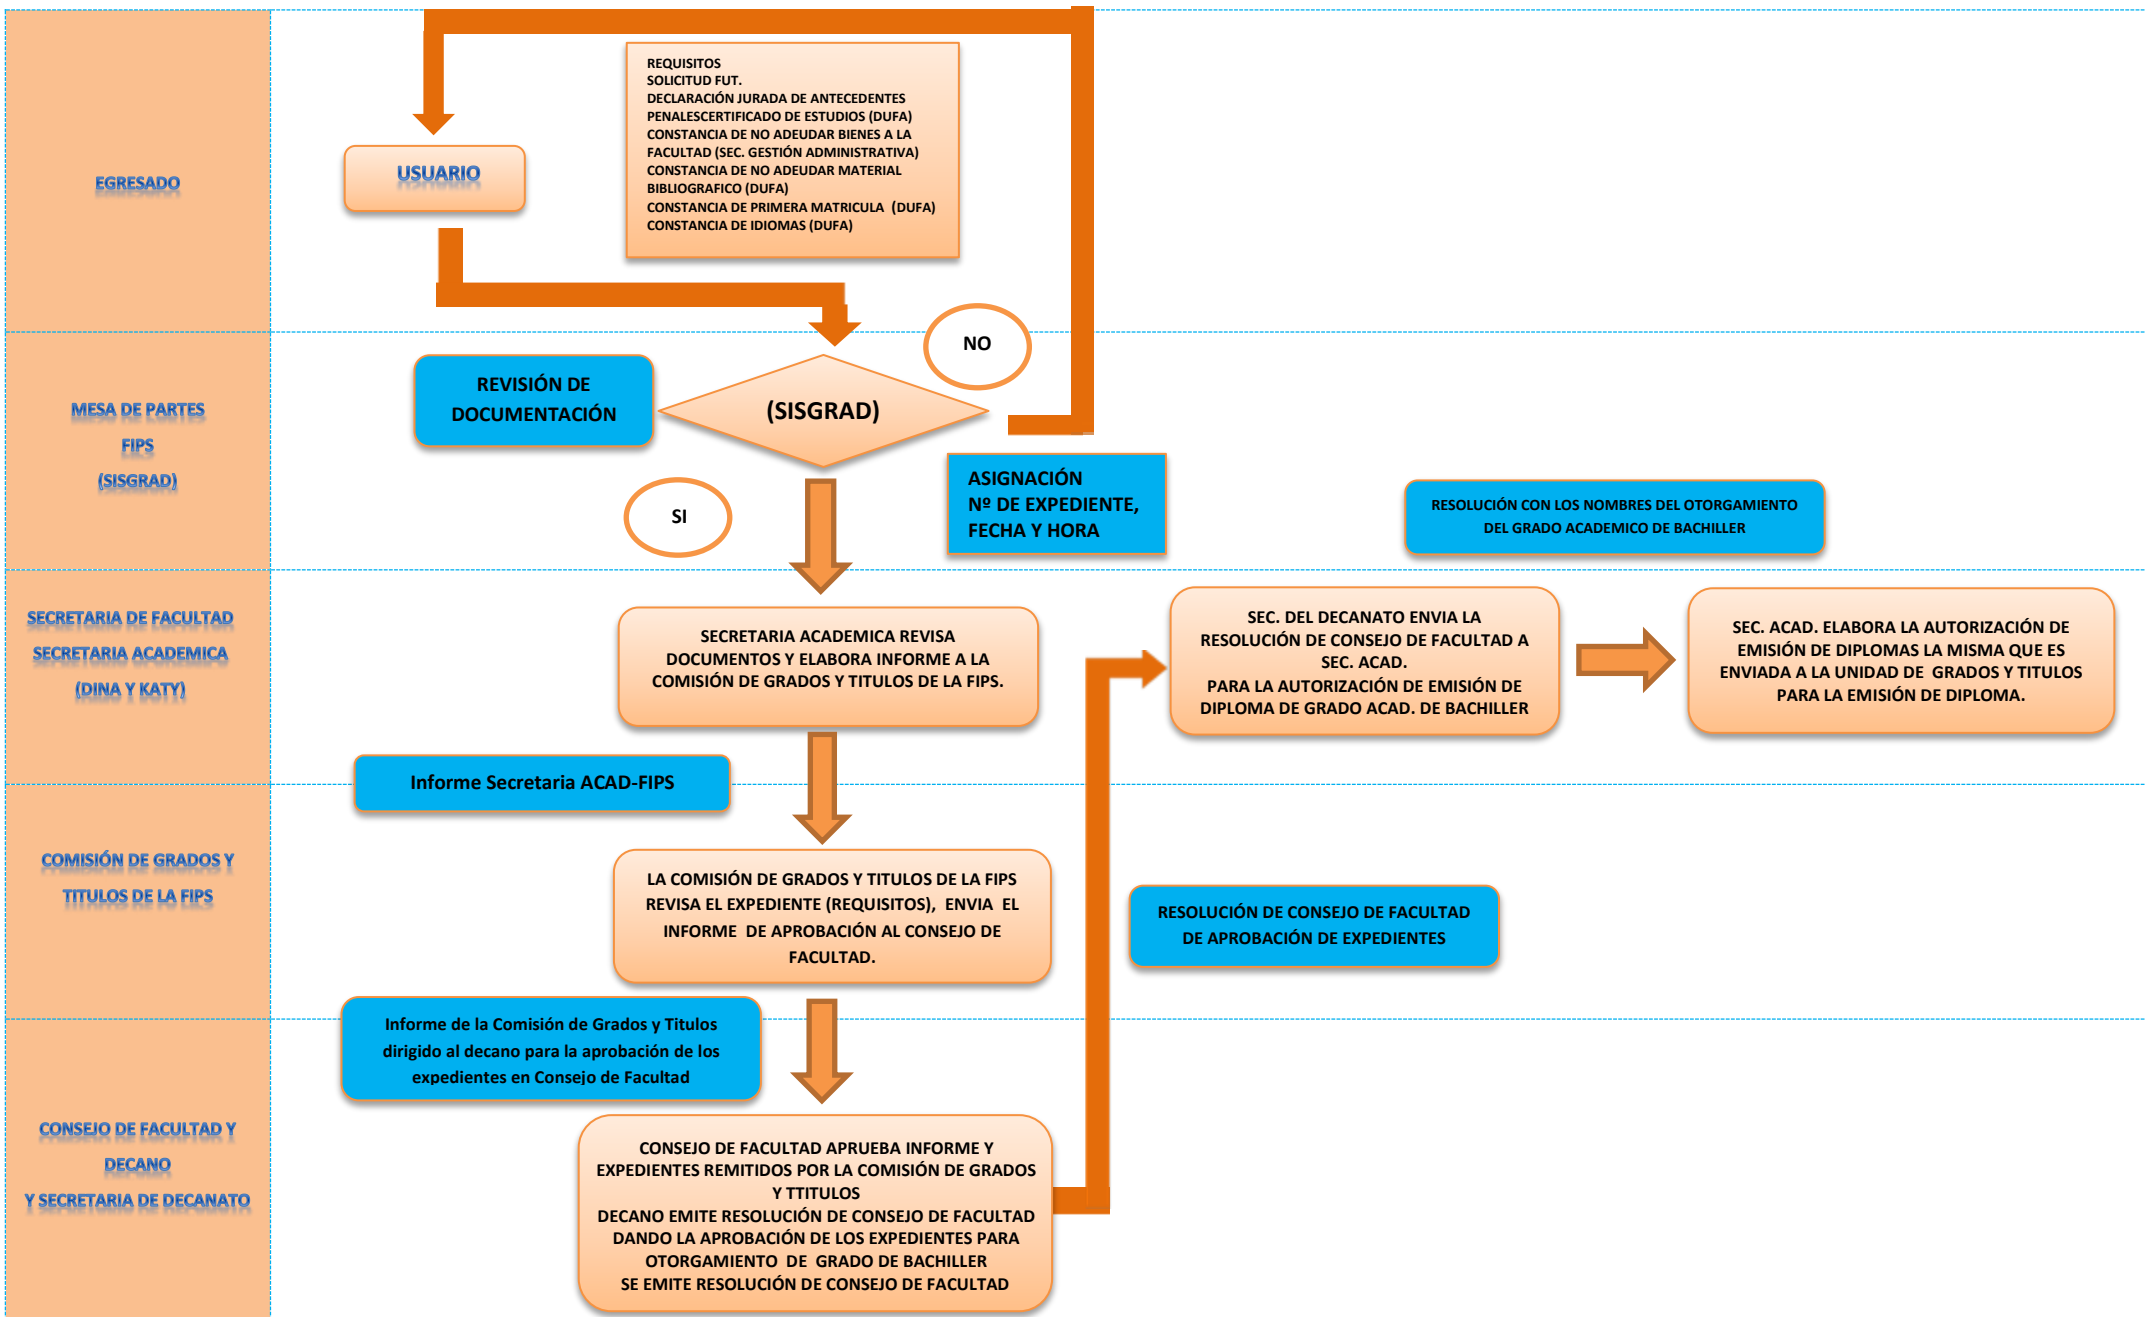 EGRESADO
USUARIO
REQUISITOS
SOLICITUD FUT.
DECLARACIÓN JURADA DE ANTECEDENTES
PENALESCERTIFICADO DE ESTUDIOS (DUFA)
CONSTANCIA DE NO ADEUDAR BIENES A LA
FACULTAD (SEC. GESTIÓN ADMINISTRATIVA)
CONSTANCIA DE NO ADEUDAR MATERIAL
BIBLIOGRAFICO (DUFA)
CONSTANCIA DE PRIMERA MATRICULA (DUFA)
CONSTANCIA DE IDIOMAS (DUFA)
MESA DE PARTES
FIPS
(SISGRAD)
REVISIÓN DE
DOCUMENTACIÓN
(SISGRAD)
NO
SI
ASIGNACIÓN
Nº DE EXPEDIENTE,
FECHA Y HORA
RESOLUCIÓN CON LOS NOMBRES DEL OTORGAMIENTO
DEL GRADO ACADEMICO DE BACHILLER
SECRETARIA DE FACULTAD
SECRETARIA ACADEMICA
(DINA Y KATY)
SECRETARIA ACADEMICA REVISA
DOCUMENTOS Y ELABORA INFORME A LA
COMISIÓN DE GRADOS Y TITULOS DE LA FIPS.
SEC. DEL DECANATO ENVIA LA
RESOLUCIÓN DE CONSEJO DE FACULTAD A
SEC. ACAD.
PARA LA AUTORIZACIÓN DE EMISIÓN DE
DIPLOMA DE GRADO ACAD. DE BACHILLER
SEC. ACAD. ELABORA LA AUTORIZACIÓN DE
EMISIÓN DE DIPLOMAS LA MISMA QUE ES
ENVIADA A LA UNIDAD DE GRADOS Y TITULOS
PARA LA EMISIÓN DE DIPLOMA.
Informe Secretaria ACAD-FIPS
COMISIÓN DE GRADOS Y
TITULOS DE LA FIPS
LA COMISIÓN DE GRADOS Y TITULOS DE LA FIPS
REVISA EL EXPEDIENTE (REQUISITOS), ENVIA EL
INFORME DE APROBACIÓN AL CONSEJO DE
FACULTAD.
RESOLUCIÓN DE CONSEJO DE FACULTAD
DE APROBACIÓN DE EXPEDIENTES
Informe de la Comisión de Grados y Titulos
dirigido al decano para la aprobación de los
expedientes en Consejo de Facultad
CONSEJO DE FACULTAD Y
DECANO
Y SECRETARIA DE DECANATO
CONSEJO DE FACULTAD APRUEBA INFORME Y
EXPEDIENTES REMITIDOS POR LA COMISIÓN DE GRADOS
Y TTITULOS
DECANO EMITE RESOLUCIÓN DE CONSEJO DE FACULTAD
DANDO LA APROBACIÓN DE LOS EXPEDIENTES PARA
OTORGAMIENTO DE GRADO DE BACHILLER
SE EMITE RESOLUCIÓN DE CONSEJO DE FACULTAD